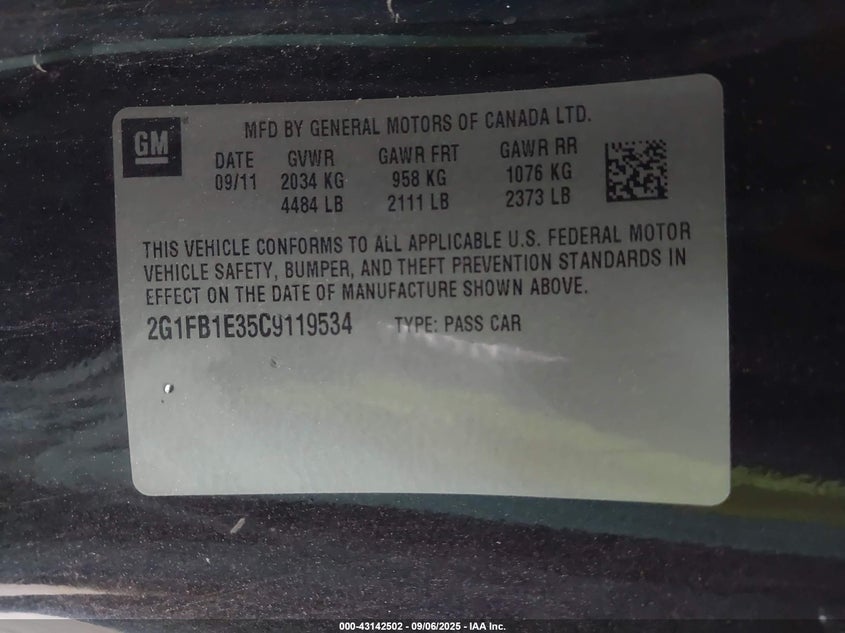 GM
MFD BY GENERAL MOTORS OF CANADA LTD.
DATE GVWR GAWR FRT GAWR RR
09/11 2034 KG 958 KG 1076 KG
4484 LB 2111 LB 2373 LB
THIS VEHICLE CONFORMS TO ALL APPLICABLE U.S. FEDERAL MOTOR
VEHICLE SAFETY, BUMPER, AND THEFT PREVENTION STANDARDS IN
EFFECT ON THE DATE OF MANUFACTURE SHOWN ABOVE.
2G1FB1E35C9119534 TYPE: PASS CAR
000-43142502 - 09/06/2025 - IAA Inc.